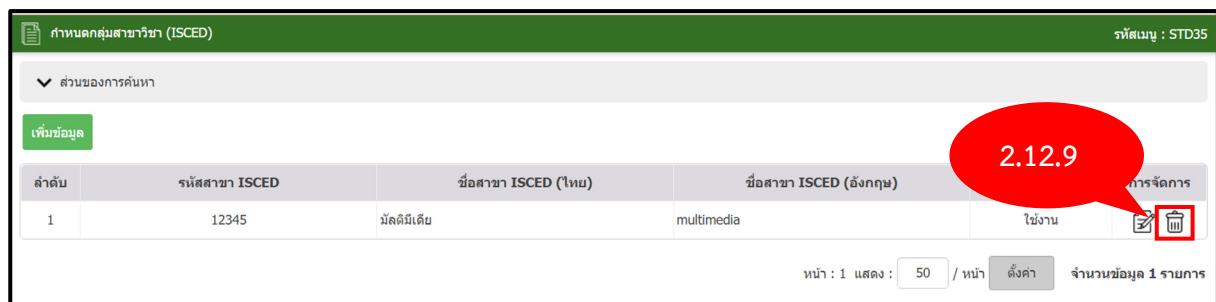 กำหนดกลุ่มสาขาวิชา (ISCED) รหัสเมนู : STD35
ส่วนของการค้นหา
เพิ่มข้อมูล
2.12.9
ลำดับ รหัสสาขา ISCED ชื่อสาขา ISCED (ไทย) ชื่อสาขา ISCED (อังกฤษ) การจัดการ
1 12345 มัลติมีเดีย multimedia ใช้งาน
หน้า : 1 แสดง : 50 / หน้า ตั้งค่า จำนวนข้อมูล 1 รายการ